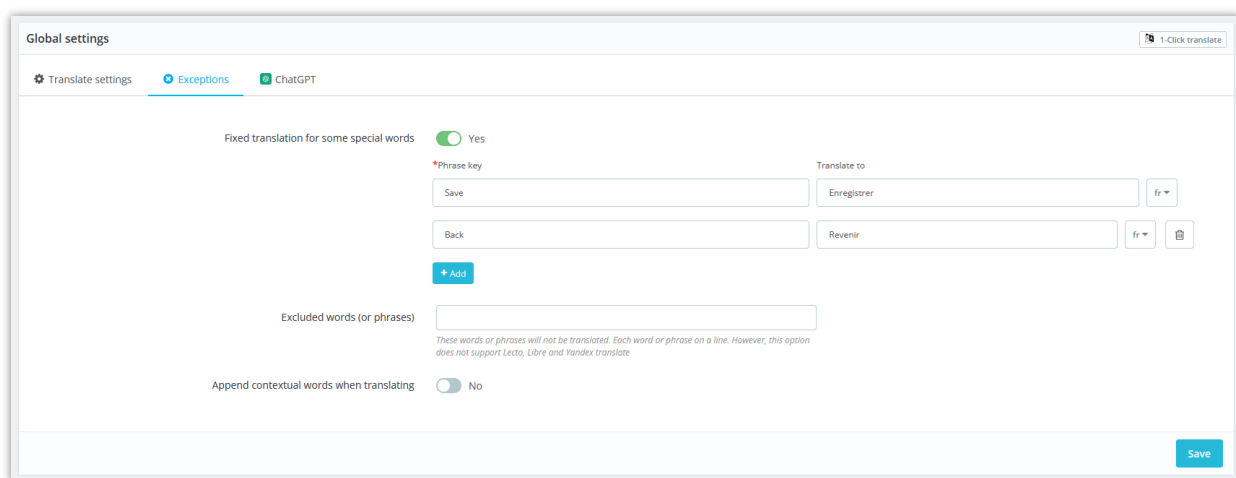 Global settings
1-Click translate
Translate settings
Exceptions
ChatGPT
Fixed translation for some special words
Yes
*Phrase key
Translate to
Save
Enregistrer
fr
Back
Revenir
fr
+ Add
Excluded words (or phrases)
These words or phrases will not be translated. Each word or phrase on a line. However, this option
does not support Lecto, Libre and Yandex translate
Append contextual words when translating
No
Save